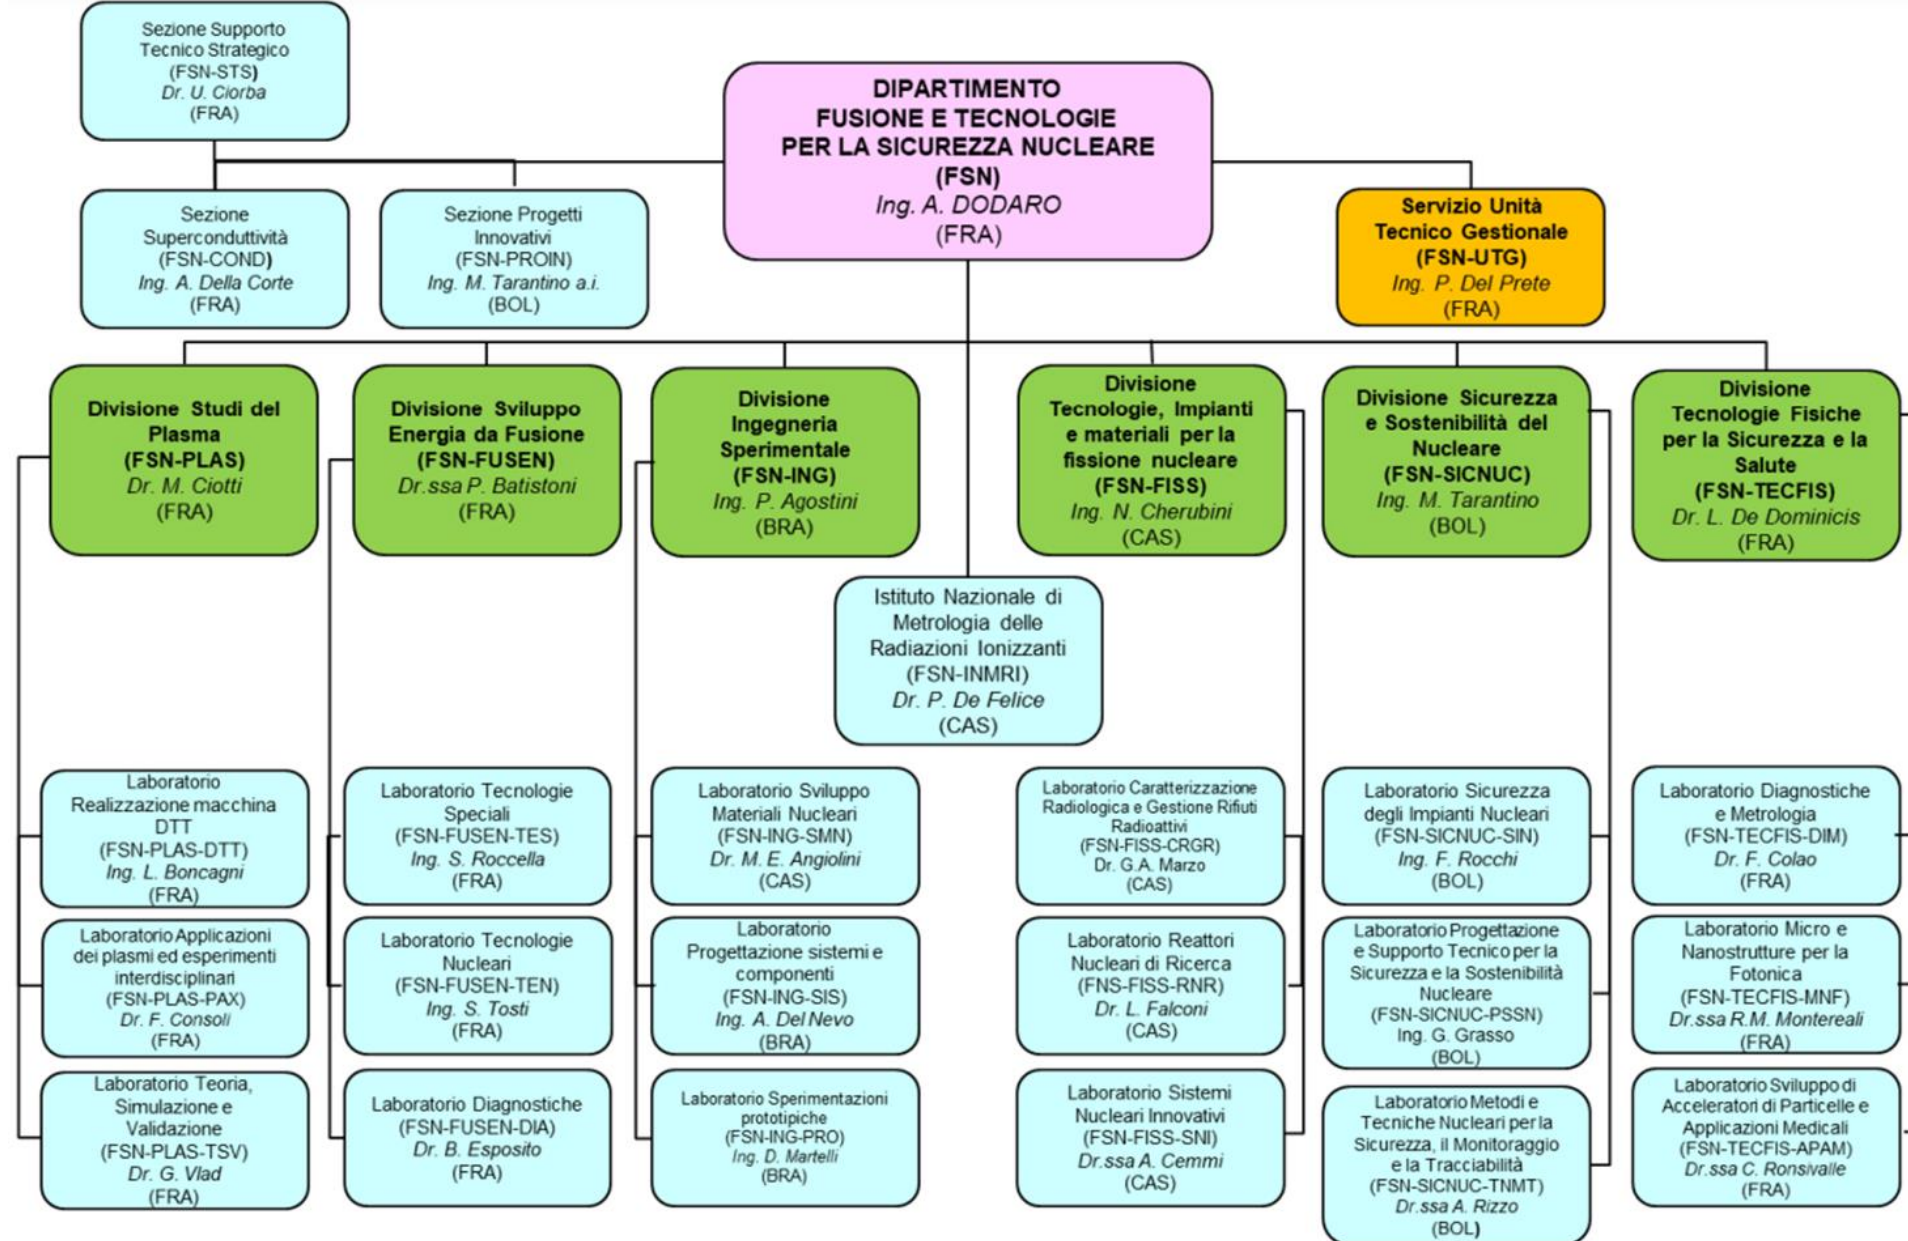 Sezione Supporto
Tecnico Strategico
(FSN-STS)
Dr. U. Ciorba
(FRA)
DIPARTIMENTO
FUSIONE E TECNOLOGIE
PER LA SICUREZZA NUCLEARE
(FSN)
Ing. A. DODARO
(FRA)
Sezione
Superconduttività
(FSN-COND)
Ing. A. Della Corte
(FRA)
Sezione Progetti
Innovativi
(FSN-PROIN)
Ing. M. Tarantino a.i.
(BOL)
Servizio Unità
Tecnico Gestionale
(FSN-UTG)
Ing. P. Del Prete
(FRA)
Divisione Studi del
Plasma
(FSN-PLAS)
Dr. M. Ciotti
(FRA)
Divisione Sviluppo
Energia da Fusione
(FSN-FUSEN)
Dr.ssa P. Batistoni
(FRA)
Divisione
Ingegneria
Sperimentale
(FSN-ING)
Ing. P. Agostini
(BRA)
Divisione
Tecnologie, Impianti
e materiali per la
fissione nucleare
(FSN-FISS)
Ing. N. Cherubini
(CAS)
Divisione Sicurezza
e Sostenibilità del
Nucleare
(FSN-SICNUC)
Ing. M. Tarantino
(BOL)
Divisione
Tecnologie Fisiche
per la Sicurezza e la
Salute
(FSN-TECFIS)
Dr. L. De Dominicis
(FRA)
Istituto Nazionale di
Metrologia delle
Radiazioni Ionizzanti
(FSN-INMRI)
Dr. P. De Felice
(CAS)
Laboratorio
Realizzazione macchina
DTT
(FSN-PLAS-DTT)
Ing. L. Boncagni
(FRA)
Laboratorio Tecnologie
Speciali
(FSN-FUSEN-TES)
Ing. S. Roccella
(FRA)
Laboratorio Sviluppo
Materiali Nucleari
(FSN-ING-SMN)
Dr. M. E. Angiolini
(CAS)
Laboratorio Caratterizzazione
Radiologica e Gestione Rifiuti
Radioattivi
(FSN-FISS-CRGR)
Dr. G.A. Marzo
(CAS)
Laboratorio Sicurezza
degli Impianti Nucleari
(FSN-SICNUC-SIN)
Ing. F. Rocchi
(BOL)
Laboratorio Diagnostiche
e Metrologia
(FSN-TECFIS-DIM)
Dr. F. Colao
(FRA)
Laboratorio Applicazioni
dei plasmi ed esperimenti
interdisciplinari
(FSN-PLAS-PAX)
Dr. F. Consoli
(FRA)
Laboratorio Tecnologie
Nucleari
(FSN-FUSEN-TEN)
Ing. S. Tosti
(FRA)
Laboratorio
Progettazione sistemi e
componenti
(FSN-ING-SIS)
Ing. A. Del Nevo
(BRA)
Laboratorio Reattori
Nucleari di Ricerca
(FNS-FISS-RNR)
Dr. L. Falconi
(CAS)
Laboratorio Progettazione
e Supporto Tecnico per la
Sicurezza e la Sostenibilità
Nucleare
(FSN-SICNUC-PSSN)
Ing. G. Grasso
(BOL)
Laboratorio Micro e
Nanostrutture per la
Fotonica
(FSN-TECFIS-MNF)
Dr.ssa R.M. Montereali
(FRA)
Laboratorio Teoria,
Simulazione e
Validazione
(FSN-PLAS-TSV)
Dr. G. Vlad
(FRA)
Laboratorio Diagnostiche
(FSN-FUSEN-DIA)
Dr. B. Esposito
(FRA)
Laboratorio Sperimentazioni
prototipiche
(FSN-ING-PRO)
Ing. D. Martelli
(BRA)
Laboratorio Sistemi
Nucleari Innovativi
(FSN-FISS-SNI)
Dr.ssa A. Cemmi
(CAS)
Laboratorio Metodi e
Tecniche Nucleari per la
Sicurezza, il Monitoraggio
e la Tracciabilità
(FSN-SICNUC-TNMT)
Dr.ssa A. Rizzo
(BOL)
Laboratorio Sviluppo di
Acceleratori di Particelle e
Applicazioni Medicali
(FSN-TECFIS-APAM)
Dr.ssa C. Ronsivalle
(FRA)